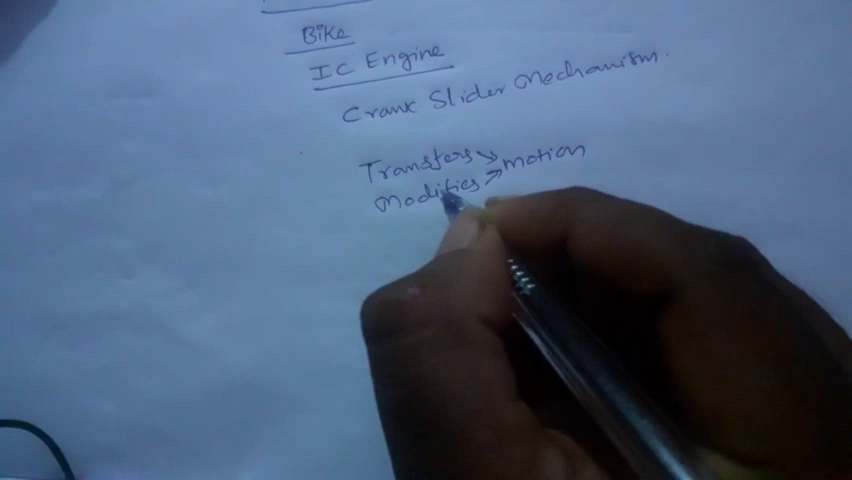 Bike
IC Engine
Crank Slider Mechanism.
Transfers
Modifies
motion